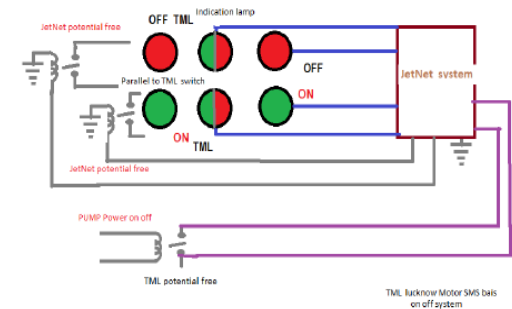 Indication lamp
OFF TML
JetNet potential free
OFF
JetNet system
Parallel to TML switch
ON
ON
TML
JetNet potential free
PUMP Power on off
TML potential free
TML llucknow Motor SMS bais
on off system